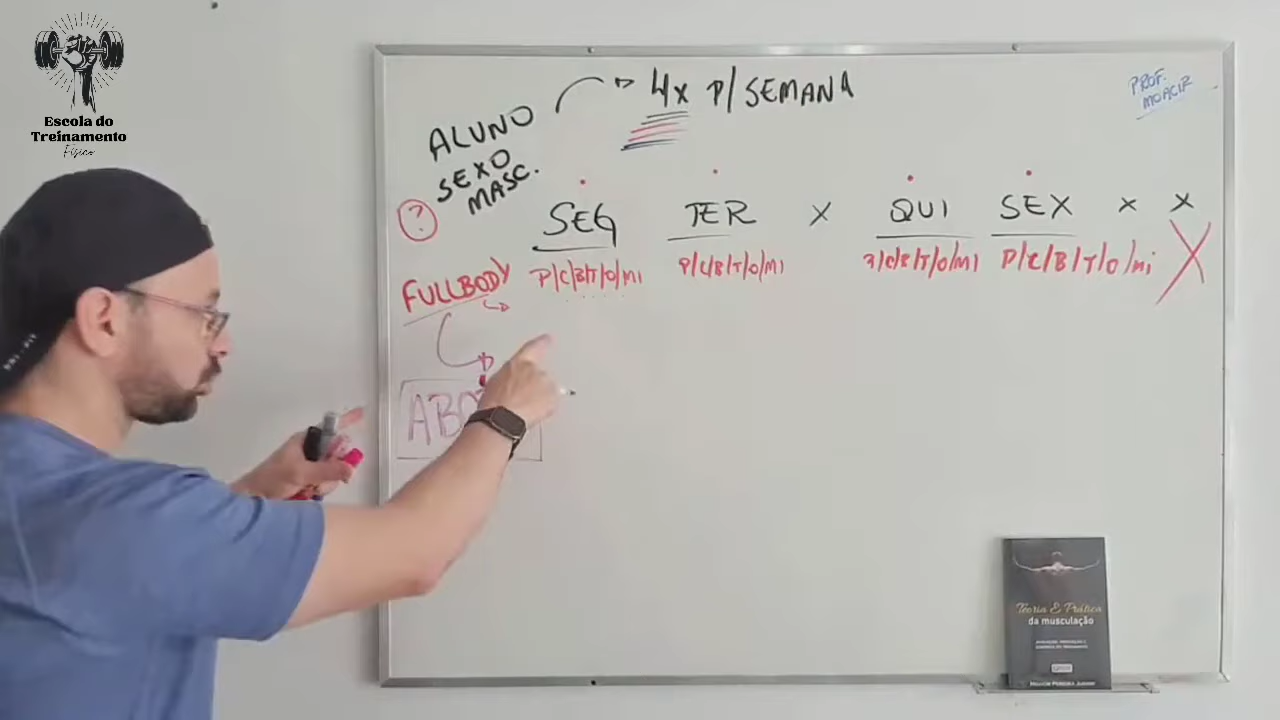 Escola do
Treinamento
Físico
4x P/SEMANA
PROF.
MOACIR
ALUNO
SEXO
MASC.
?
SEG TER X QUI SEX X X
FULLBODY
P/C/B/T/O/Mi P/C/B/T/O/Mi /C/B/T/O/Mi P/C/B/T/O/mi X
Teoria E Prática
da musculação